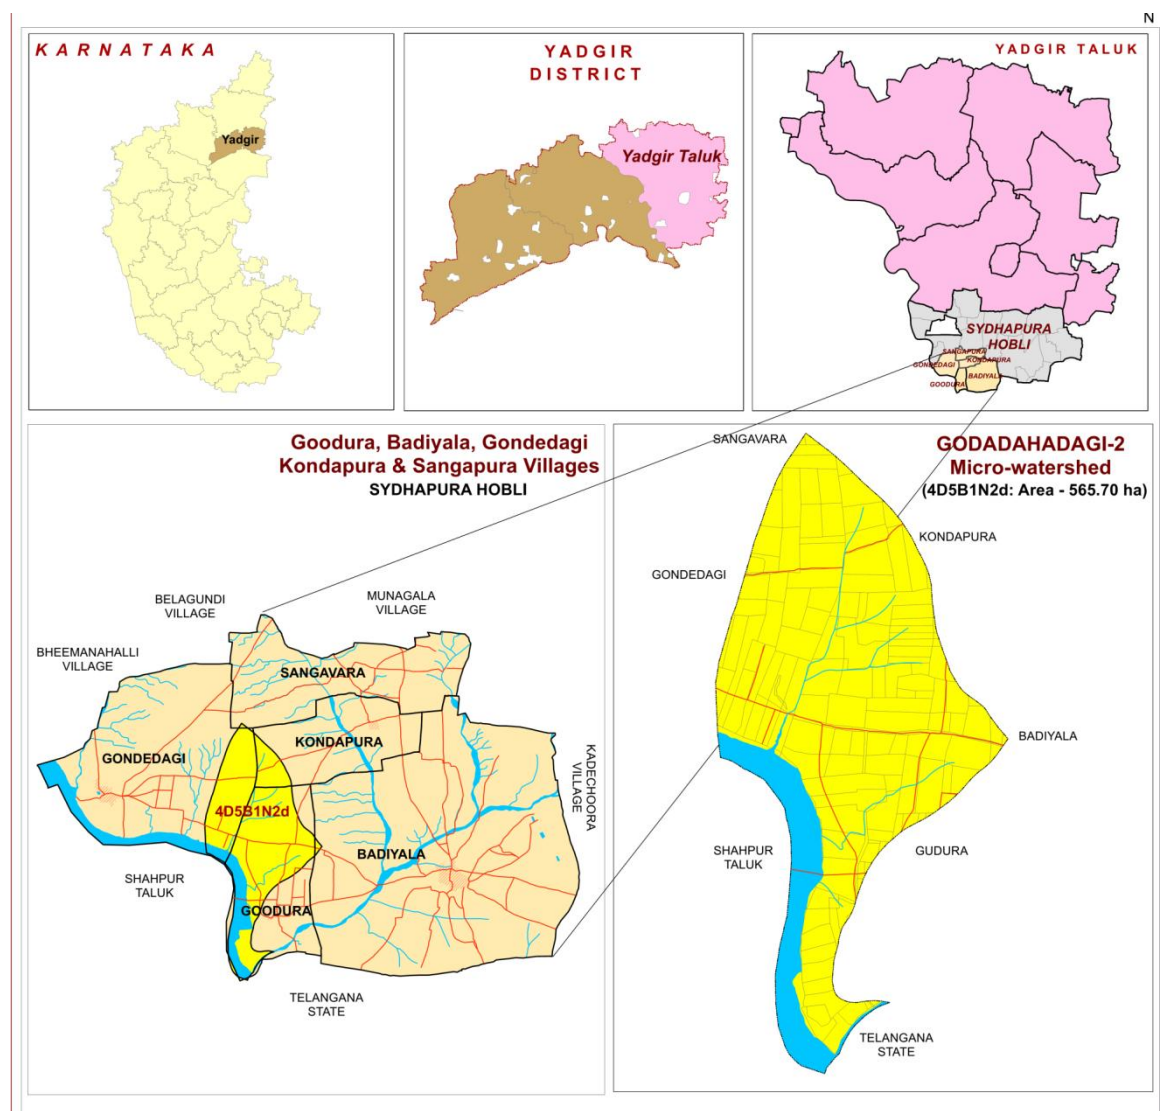 N
KARNATAKA
Yadgir
YADGIR
DISTRICT
Yadgir Taluk
YADGIR TALUK
SYDHAPURA
HOBLI
SANGAPURA
KONDAPURA
GONDEDAGI
BADIYALA
GOODURA
Goodura, Badiyala, Gondedagi
Kondapura & Sangapura Villages
SYDHAPURA HOBLI
BELAGUNDI
VILLAGE
MUNAGALA
VILLAGE
BHEEMANAHALLI
VILLAGE
SANGAVARA
KONDAPURA
GONDEDAGI
KADECHOORA
VILLAGE
4D5B1N2d
BADIYALA
SHAHPUR
TALUK
GOODURA
TELANGANA
STATE
SANGAVARA
GODADAHADAGI-2
Micro-watershed
(4D5B1N2d: Area - 565.70 ha)
KONDAPURA
GONDEDAGI
BADIYALA
SHAHPUR
TALUK
GUDURA
TELANGANA
STATE